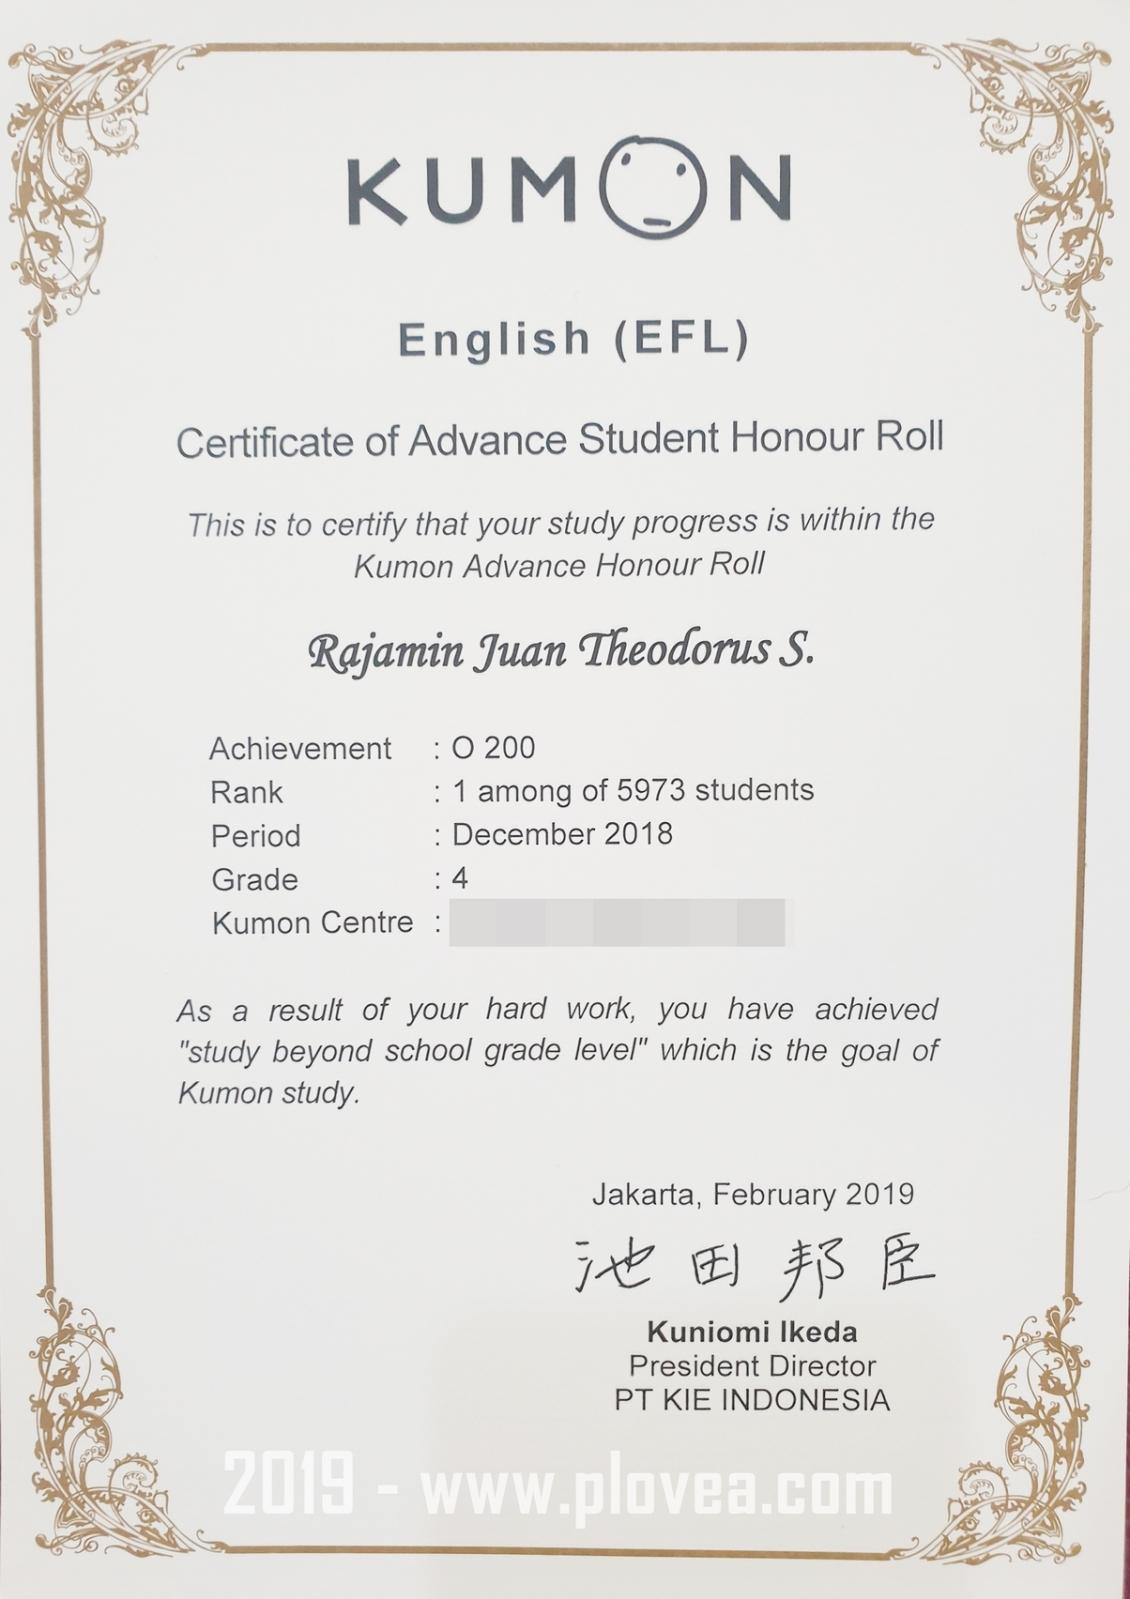 KUMON
English (EFL)
Certificate of Advance Student Honour Roll
This is to certify that your study progress is within the
Kumon Advance Honour Roll
Rajamin Juan Theodorus S.
Achievement : O 200
Rank : 1 among of 5973 students
Period : December 2018
Grade : 4
Kumon Centre :
As a result of your hard work, you have achieved
"study beyond school grade level" which is the goal of
Kumon study.
Jakarta, February 2019
池田邦臣
Kuniomi Ikeda
President Director
PT KIE INDONESIA
2019 - www.plovea.com